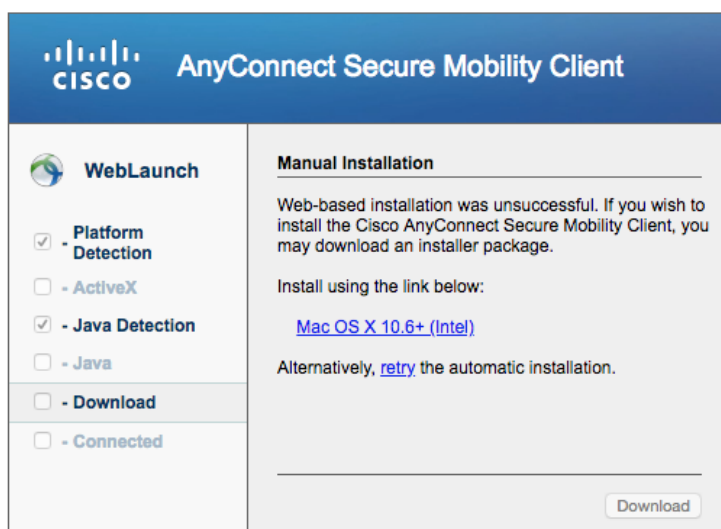 CISCO
AnyConnect Secure Mobility Client
WebLaunch
- Platform
Detection
- ActiveX
- Java Detection
- Java
- Download
- Connected
Manual Installation
Web-based installation was unsuccessful. If you wish to
install the Cisco AnyConnect Secure Mobility Client, you
may download an installer package.
Install using the link below:
Mac OS X 10.6+ (Intel)
Alternatively, retry the automatic installation.
Download